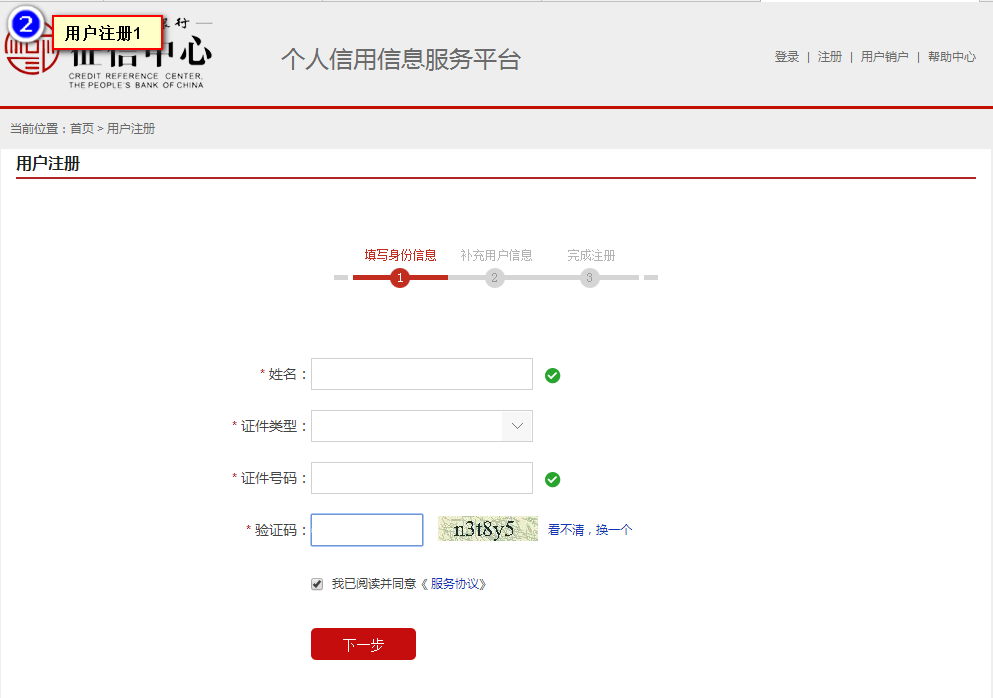 2
用户注册1
行
征信中心
CREDIT REFERENCE CENTER,
THE PEOPLE'S BANK OF CHINA
个人信用信息服务平台
登录 | 注册 | 用户销户 | 帮助中心
当前位置：首页 > 用户注册
用户注册
填写身份信息 补充用户信息 完成注册
1 2 3
* 姓名：
* 证件类型：
* 证件号码：
* 验证码： n3t8y5 看不清，换一个
我已阅读并同意《 服务协议》
下一步